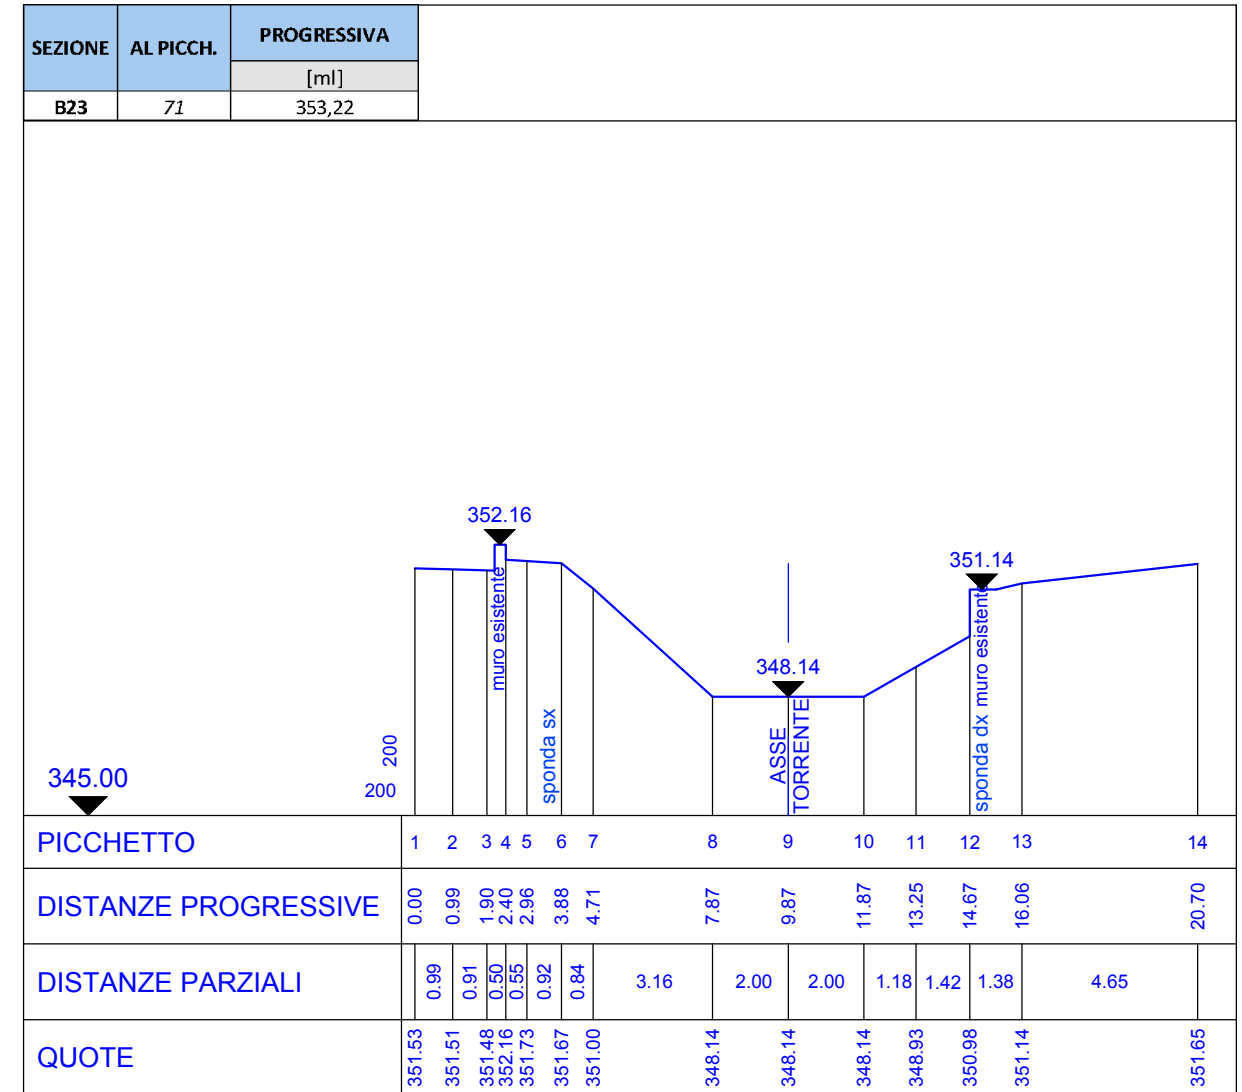 SEZIONE AL PICCH. PROGRESSIVA
[ml]
B23 71 353,22
352.16
351.14
348.14
muro esistente
sponda sx
ASSE
TORRENTE
sponda dx muro esistente
200
200
345.00
PICCHETTO 1 2 3 4 5 6 7 8 9 10 11 12 13 14
DISTANZE PROGRESSIVE 0.00 0.99 1.90 2.40 2.96 3.88 4.71 7.87 9.87 11.87 13.25 14.67 16.06 20.70
DISTANZE PARZIALI 0.99 0.91 0.50 0.55 0.92 0.84 3.16 2.00 2.00 1.18 1.42 1.38 4.65
QUOTE 351.53 351.51 351.48 352.16 351.73 351.67 351.00 348.14 348.14 348.14 348.93 350.98 351.14 351.65